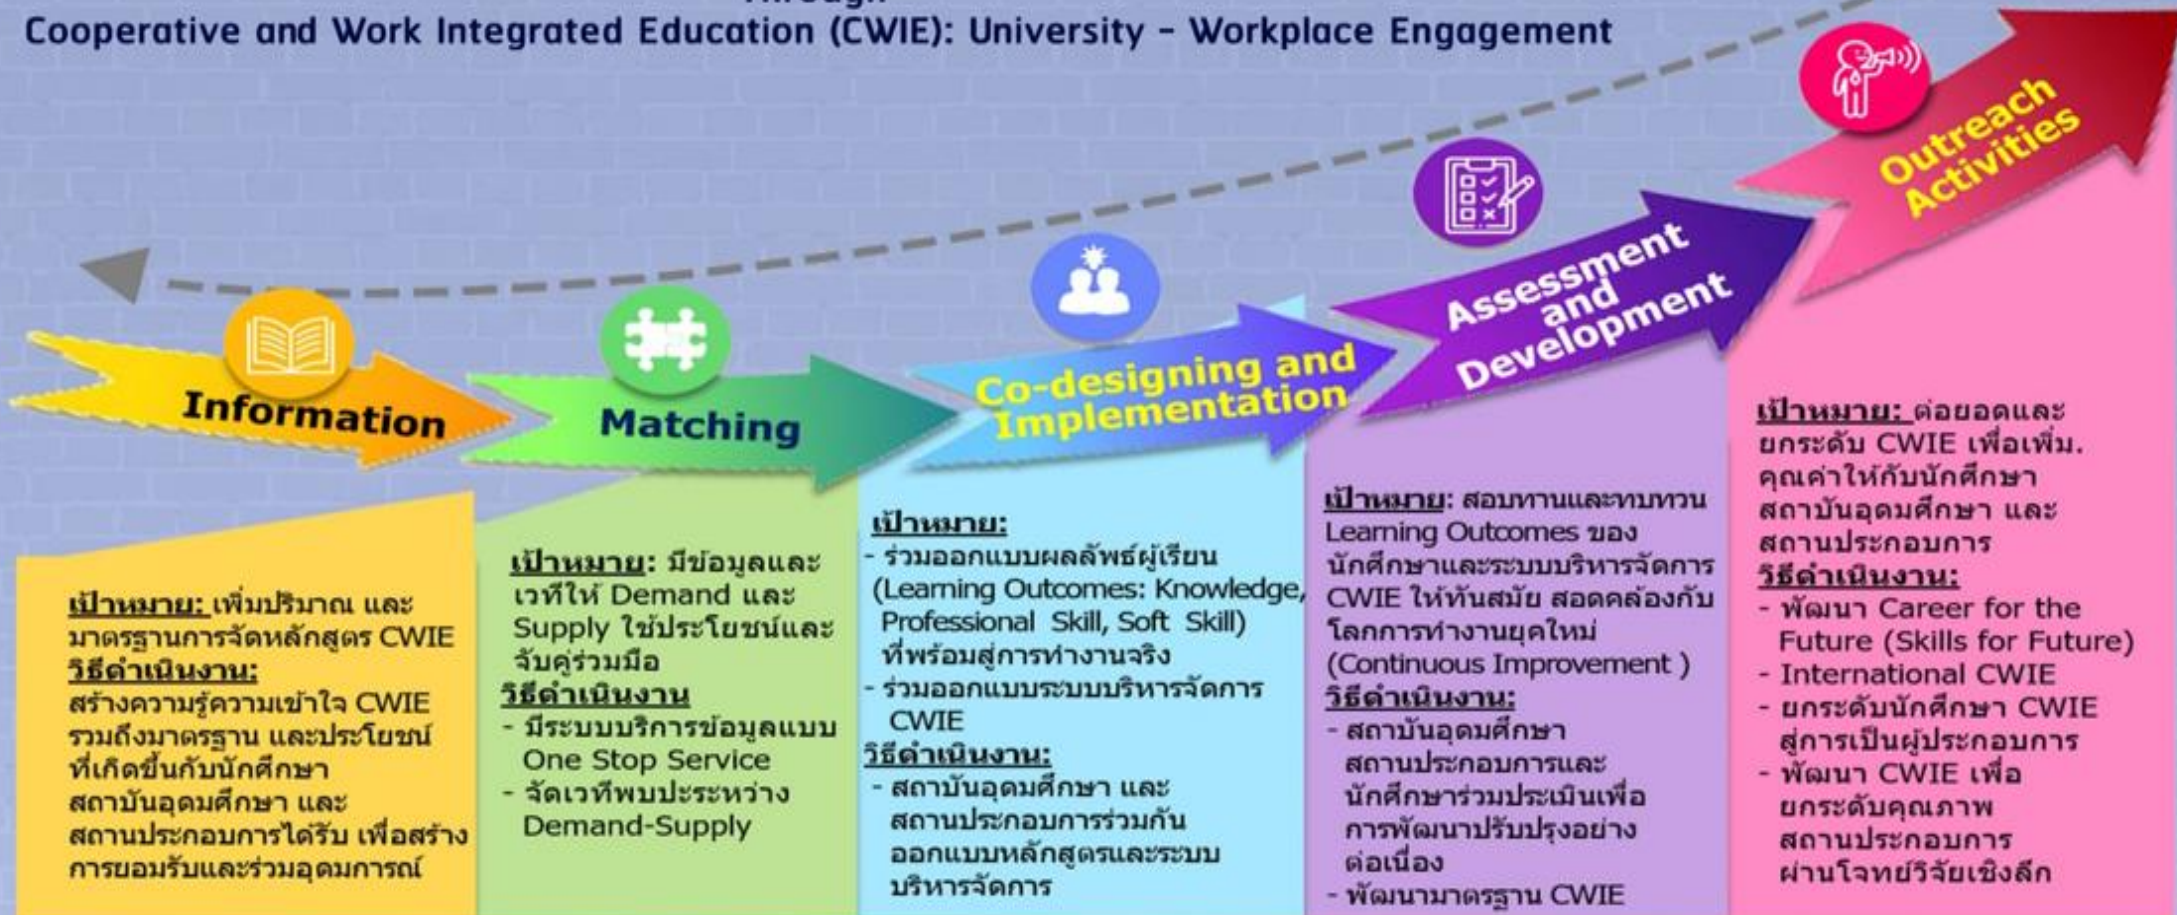 Through
Cooperative and Work Integrated Education (CWIE): University - Workplace Engagement
Information
เป้าหมาย: เพิ่มปริมาณ และ
มาตรฐานการจัดหลักสูตร CWIE
วิธีดำเนินงาน:
สร้างความรู้ความเข้าใจ CWIE
รวมถึงมาตรฐาน และประโยชน์
ที่เกิดขึ้นกับนักศึกษา
สถาบันอุดมศึกษา และ
สถานประกอบการได้รับ เพื่อสร้าง
การยอมรับและร่วมอุดมการณ์
Matching
เป้าหมาย: มีข้อมูลและ
เวทีให้ Demand และ
Supply ใช้ประโยชน์และ
จับคู่ร่วมมือ
วิธีดำเนินงาน
- มีระบบบริการข้อมูลแบบ
One Stop Service
- จัดเวทีพบปะระหว่าง
Demand-Supply
Co-designing and
Implementation
เป้าหมาย:
- ร่วมออกแบบผลลัพธ์ผู้เรียน
(Learning Outcomes: Knowledge,
Professional Skill, Soft Skill)
ที่พร้อมสู่การทำงานจริง
- ร่วมออกแบบระบบบริหารจัดการ
CWIE
วิธีดำเนินงาน:
- สถาบันอุดมศึกษา และ
สถานประกอบการร่วมกัน
ออกแบบหลักสูตรและระบบ
บริหารจัดการ
Assessment
and
Development
เป้าหมาย: สอบทานและทบทวน
Learning Outcomes ของ
นักศึกษาและระบบบริหารจัดการ
CWIE ให้ทันสมัย สอดคล้องกับ
โลกการทำงานยุคใหม่
(Continuous Improvement )
วิธีดำเนินงาน:
- สถาบันอุดมศึกษา
สถานประกอบการและ
นักศึกษาร่วมประเมินเพื่อ
การพัฒนาปรับปรุงอย่าง
ต่อเนื่อง
- พัฒนามาตรฐาน CWIE
Outreach
Activities
เป้าหมาย: ต่อยอดและ
ยกระดับ CWIE เพื่อเพิ่ม.
คุณค่าให้กับนักศึกษา
สถาบันอุดมศึกษา และ
สถานประกอบการ
วิธีดำเนินงาน:
- พัฒนา Career for the
Future (Skills for Future)
- International CWIE
- ยกระดับนักศึกษา CWIE
สู่การเป็นผู้ประกอบการ
- พัฒนา CWIE เพื่อ
ยกระดับคุณภาพ
สถานประกอบการ
ผ่านโจทย์วิจัยเชิงลึก